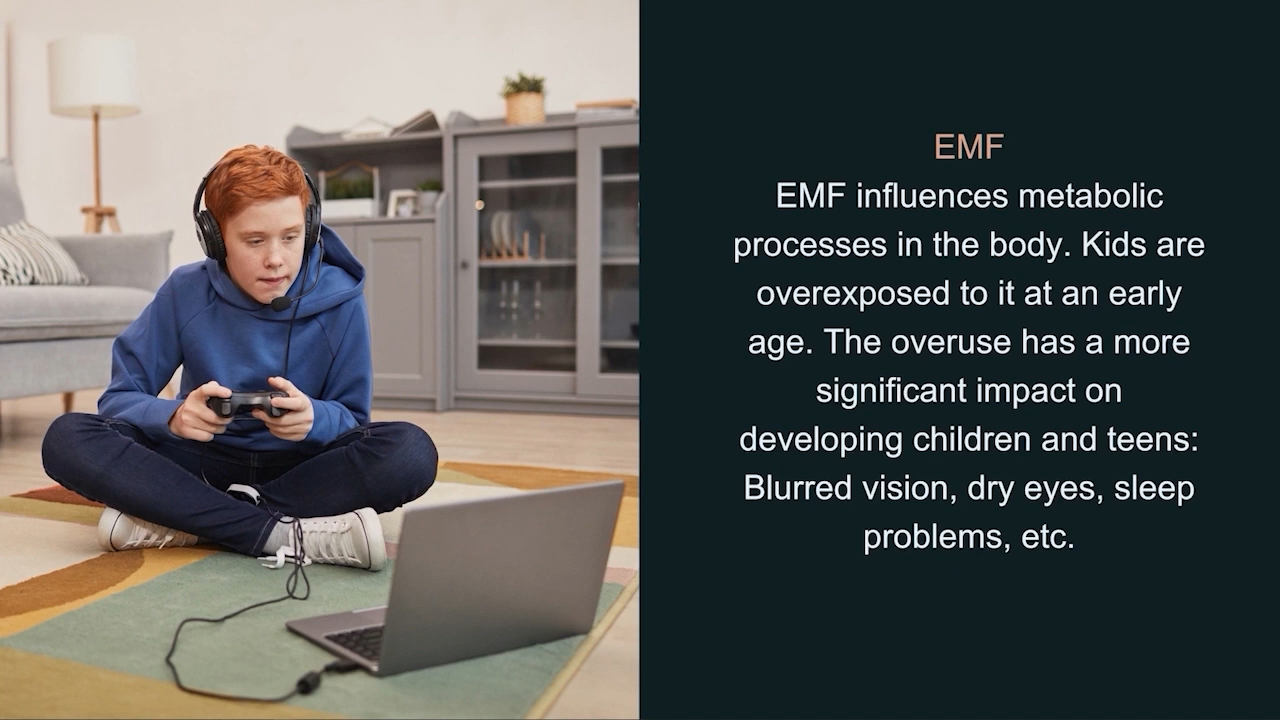 EMF
EMF influences metabolic
processes in the body. Kids are
overexposed to it at an early
age. The overuse has a more
significant impact on
developing children and teens:
Blurred vision, dry eyes, sleep
problems, etc.